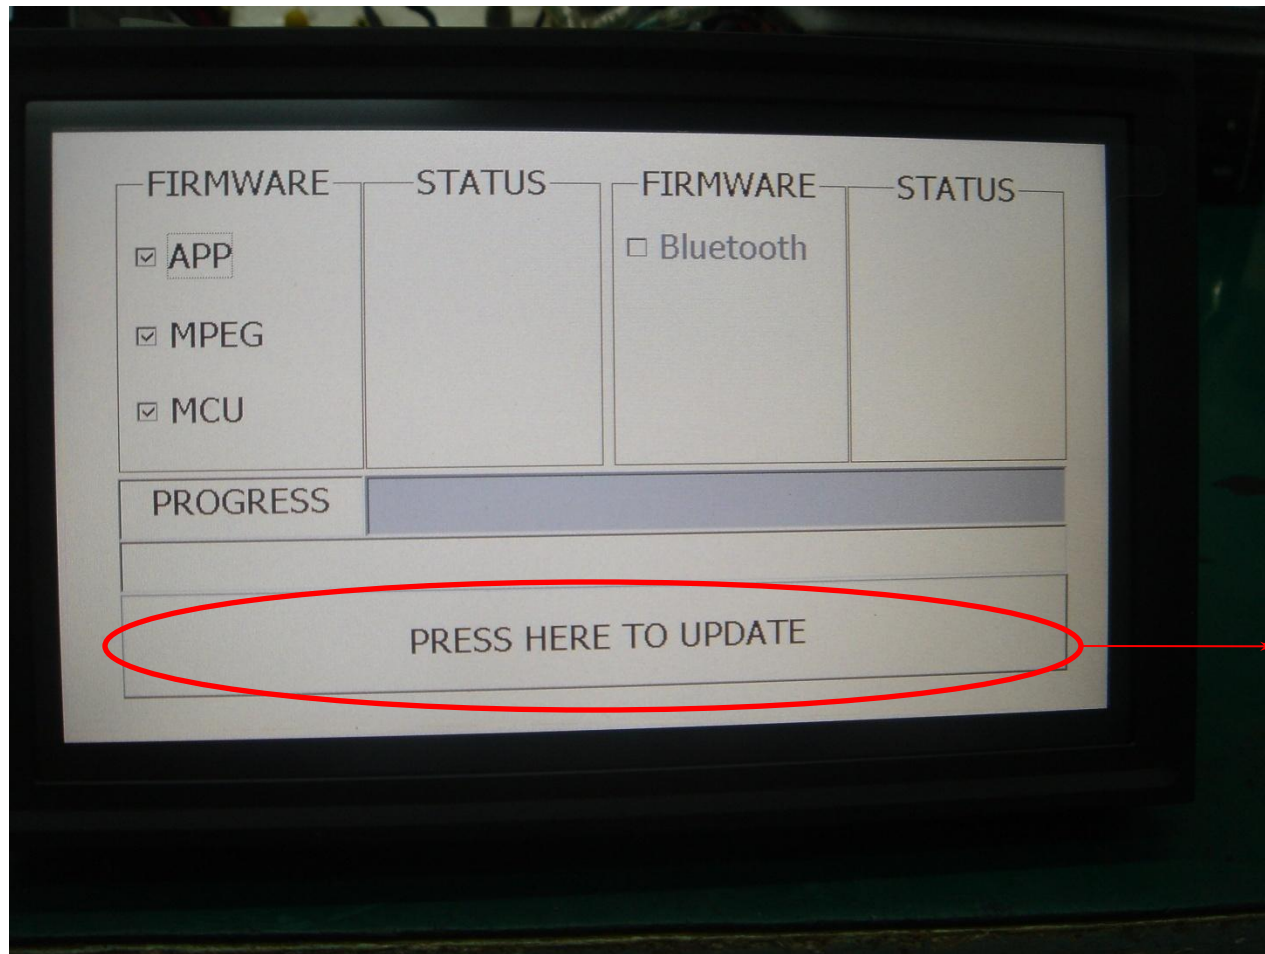 FIRMWARE STATUS FIRMWARE STATUS
APP Bluetooth
MPEG
MCU
PROGRESS
PRESS HERE TO UPDATE